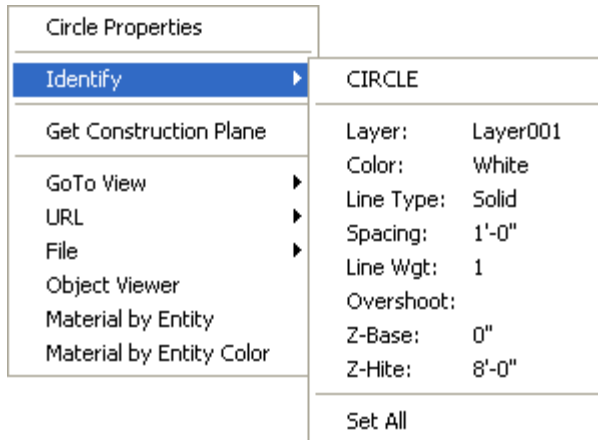 Circle Properties
Identify
Get Construction Plane
GoTo View
URL
File
Object Viewer
Material by Entity
Material by Entity Color
CIRCLE
Layer: Layer001
Color: White
Line Type: Solid
Spacing: 1'-0"
Line Wgt: 1
Overshoot:
Z-Base: 0"
Z-Hite: 8'-0"
Set All